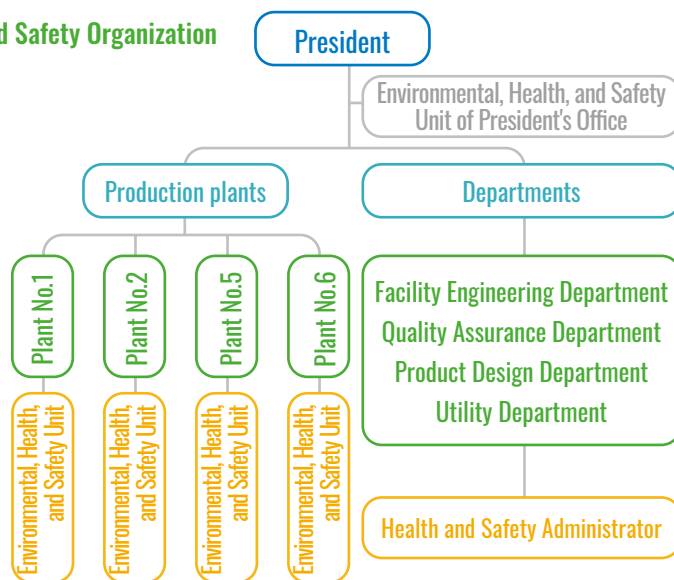 d Safety Organization
President
Environmental, Health, and Safety
Unit of President's Office
Production plants
Departments
Plant No.1
Plant No.2
Plant No.5
Plant No.6
Facility Engineering Department
Quality Assurance Department
Product Design Department
Utility Department
Environmental, Health,
and Safety Unit
Environmental, Health,
and Safety Unit
Environmental, Health,
and Safety Unit
Environmental, Health,
and Safety Unit
Health and Safety Administrator